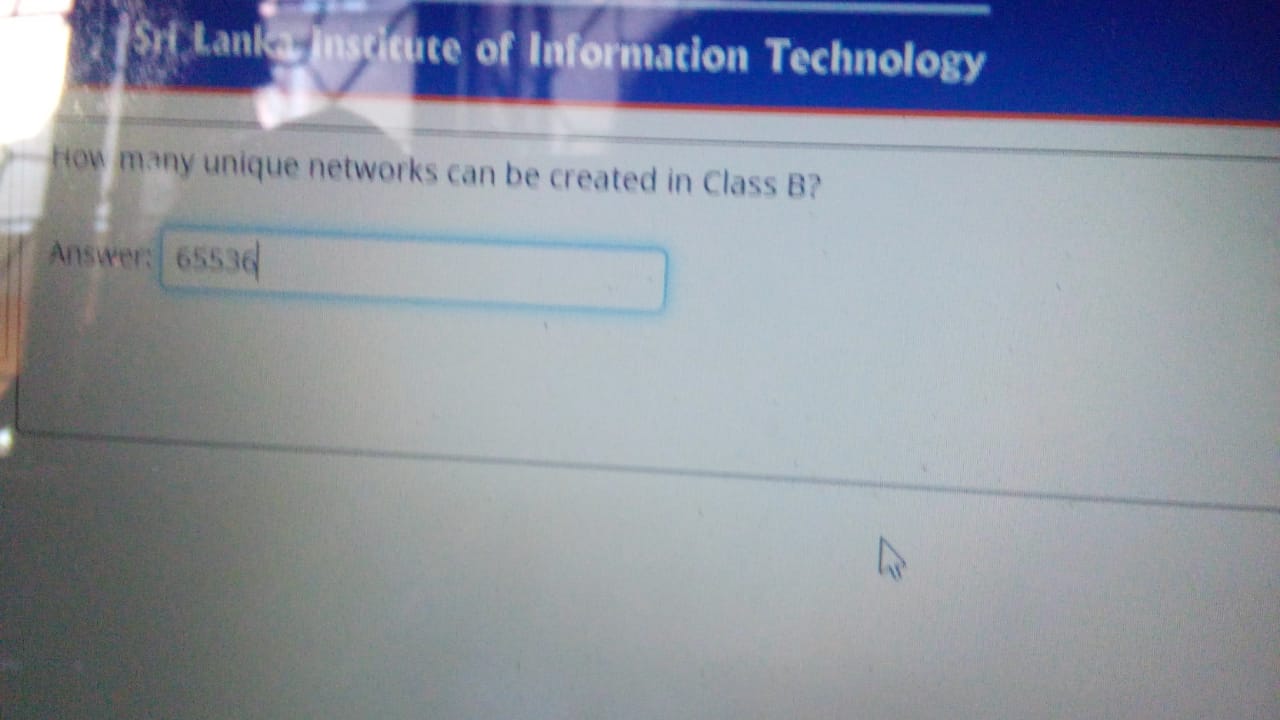 Sri Lanka Institute of Information Technology
How many unique networks can be created in Class B?
Answer: 65536